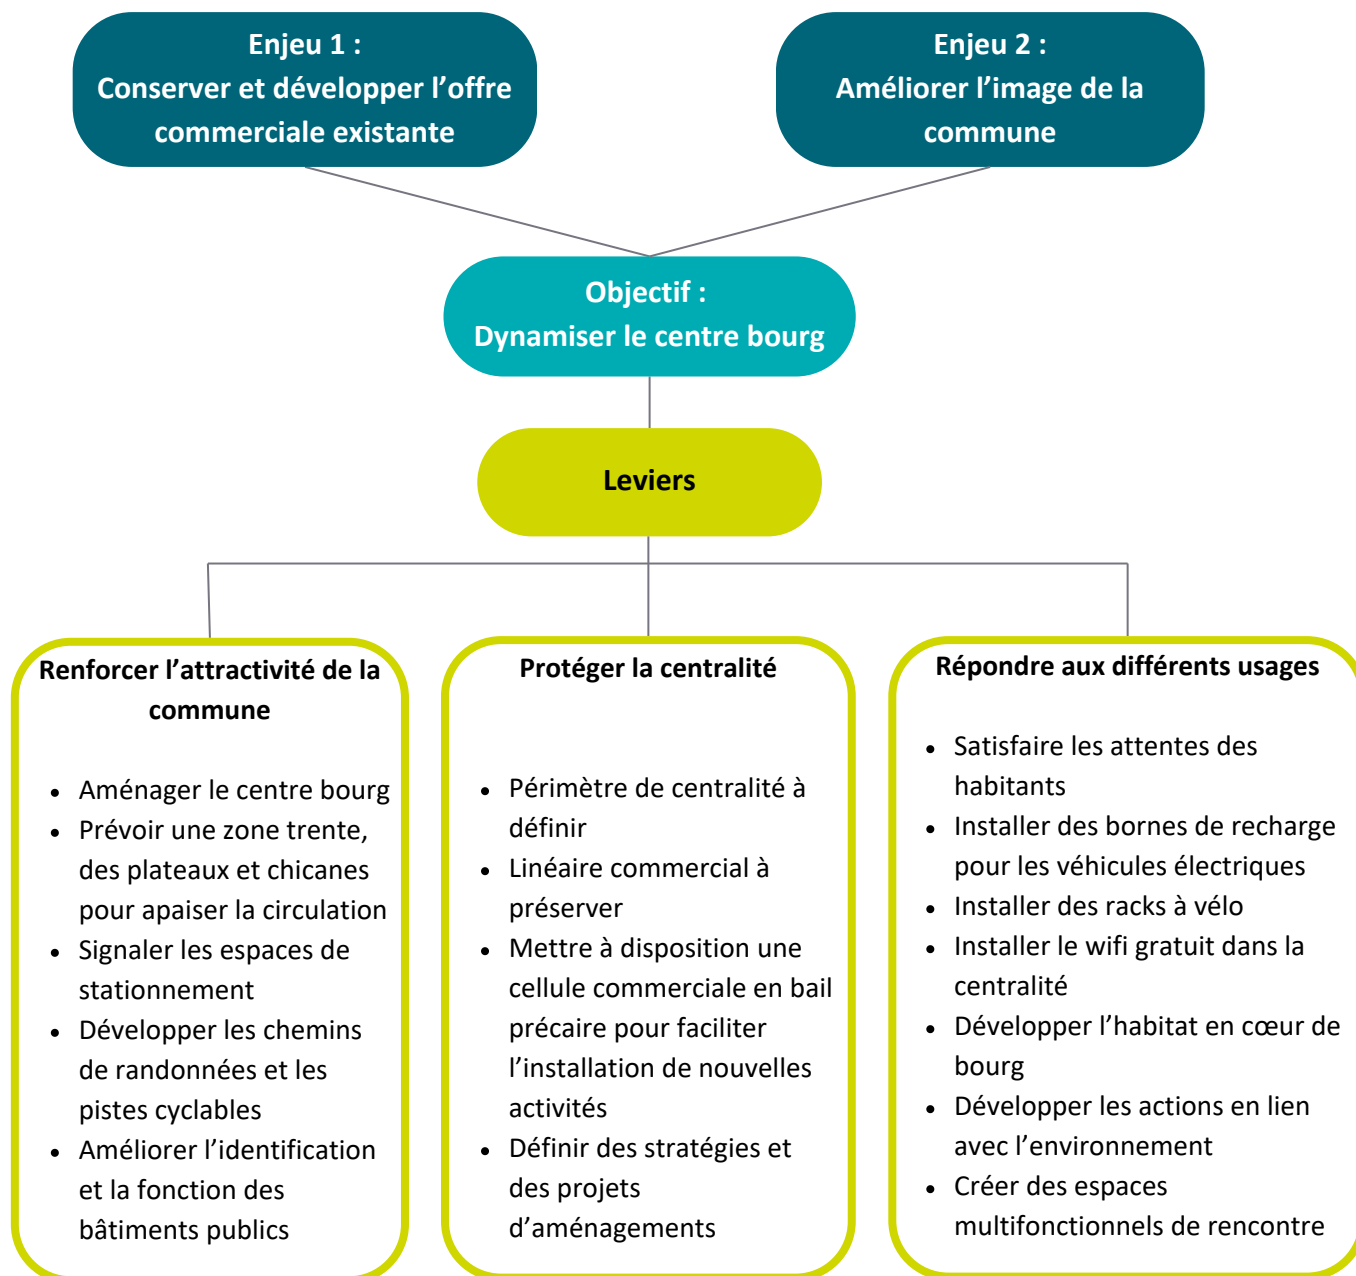 Enjeu 1 :
Conserver et développer l’offre
commerciale existante
Enjeu 2 :
Améliorer l’image de la
commune
Objectif :
Dynamiser le centre bourg
Leviers
Renforcer l’attractivité de la
commune
• Aménager le centre bourg
• Prévoir une zone trente,
des plateaux et chicanes
pour apaiser la circulation
• Signaler les espaces de
stationnement
• Développer les chemins
de randonnées et les
pistes cyclables
• Améliorer l’identification
et la fonction des
bâtiments publics
Protéger la centralité
• Périmètre de centralité à
définir
• Linéaire commercial à
préserver
• Mettre à disposition une
cellule commerciale en bail
précaire pour faciliter
l’installation de nouvelles
activités
• Définir des stratégies et
des projets
d’aménagements
Répondre aux différents usages
• Satisfaire les attentes des
habitants
• Installer des bornes de recharge
pour les véhicules électriques
• Installer des racks à vélo
• Installer le wifi gratuit dans la
centralité
• Développer l’habitat en cœur de
bourg
• Développer les actions en lien
avec l’environnement
• Créer des espaces
multifonctionnels de rencontre